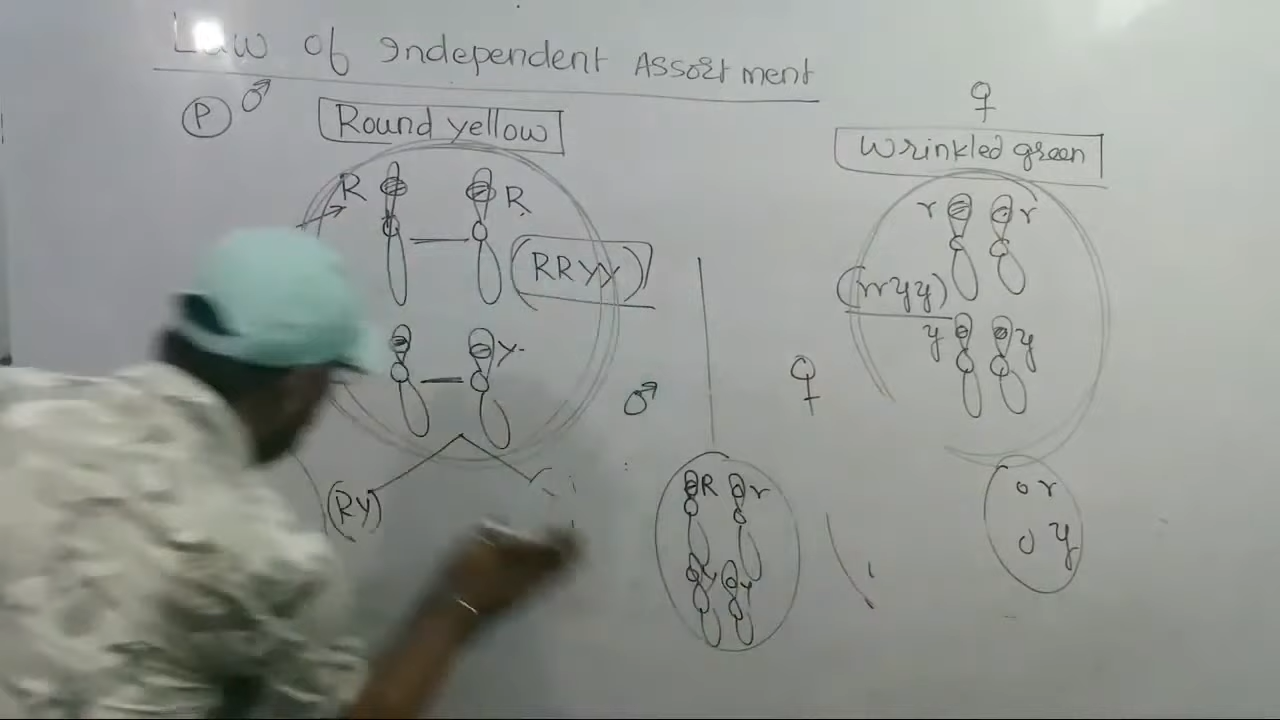 Law of Independent Assortment
P ♂ Round yellow
♀
Wrinkled green
R R
r r
(RRYY)
(rryy)
Y
y y
♂ ♀
(RY)
R r
y
r
y